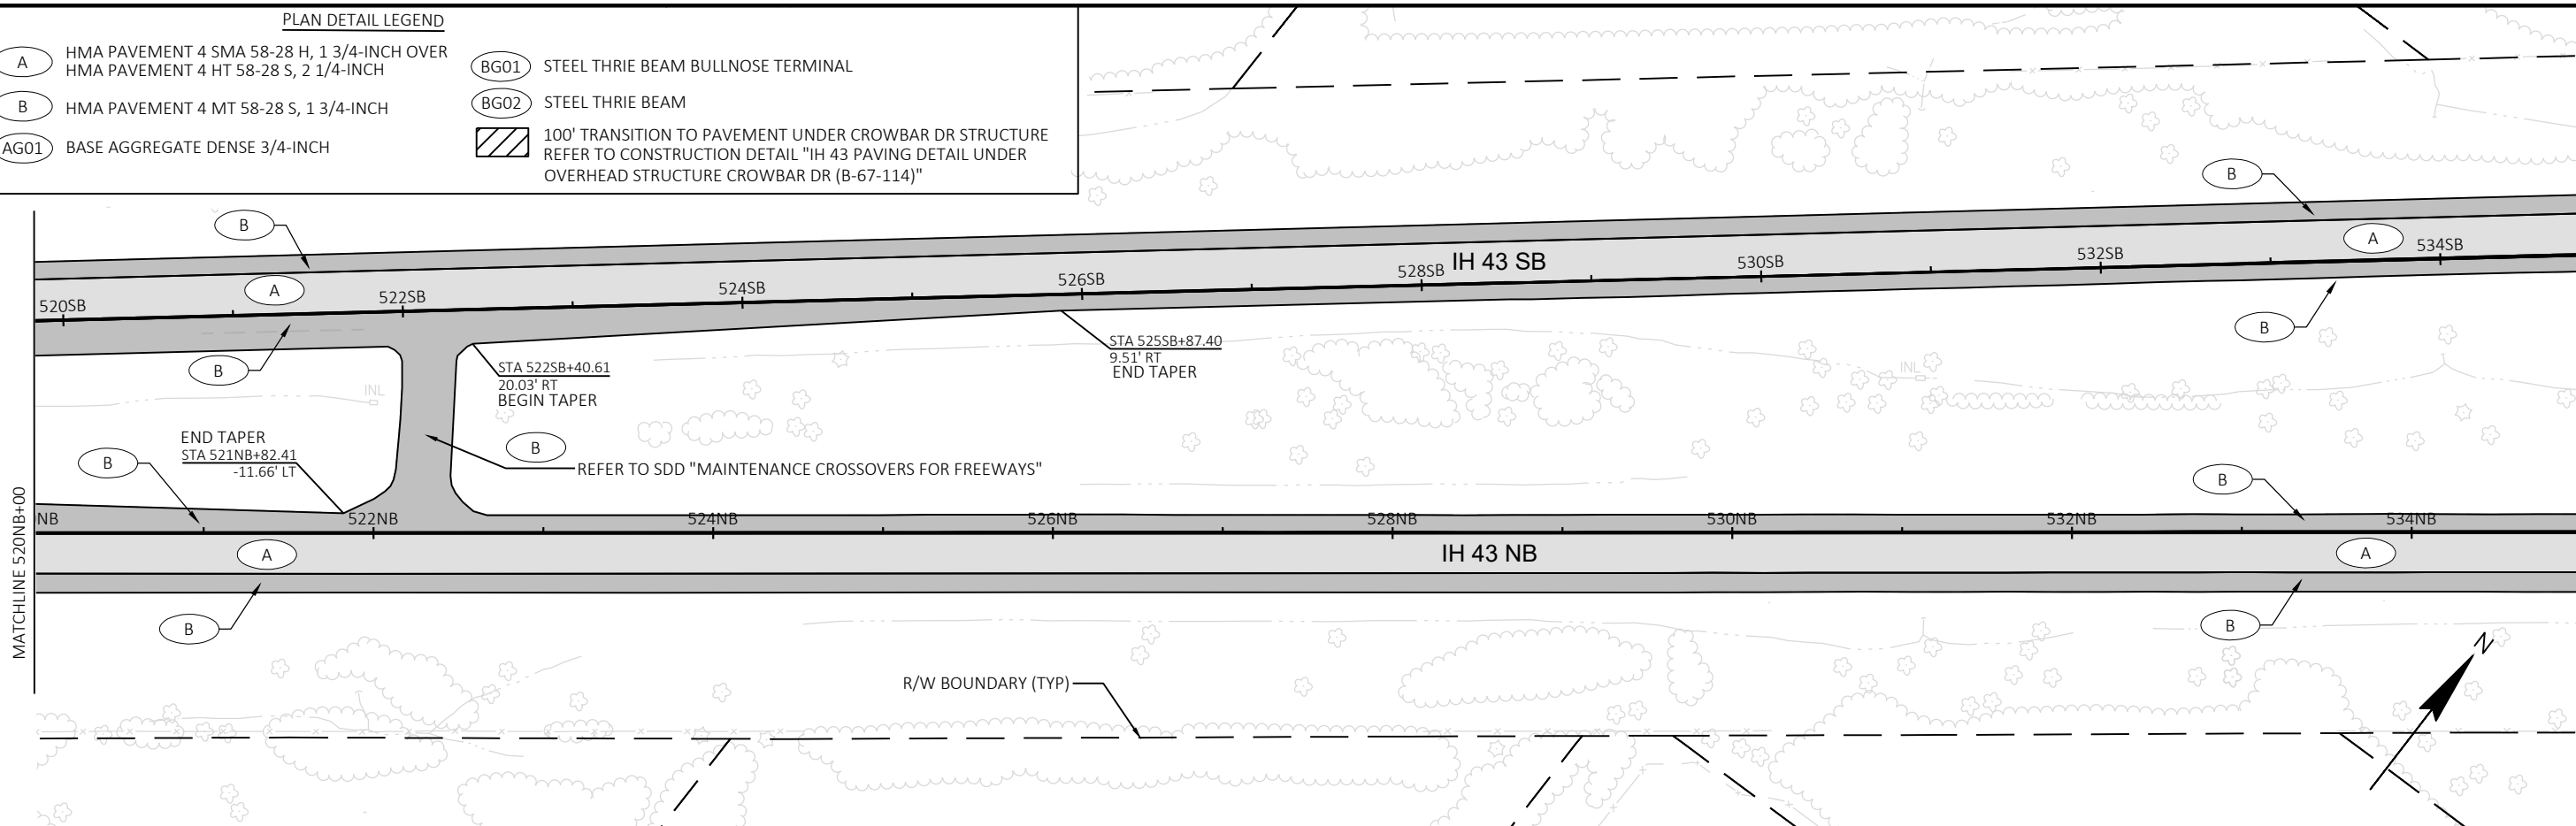 PLAN DETAIL LEGEND
A
HMA PAVEMENT 4 SMA 58-28 H, 1 3/4-INCH OVER
HMA PAVEMENT 4 HT 58-28 S, 2 1/4-INCH
B
HMA PAVEMENT 4 MT 58-28 S, 1 3/4-INCH
AG01
BASE AGGREGATE DENSE 3/4-INCH
BG01
STEEL THRIE BEAM BULLNOSE TERMINAL
BG02
STEEL THRIE BEAM
100' TRANSITION TO PAVEMENT UNDER CROWBAR DR STRUCTURE
REFER TO CONSTRUCTION DETAIL "IH 43 PAVING DETAIL UNDER
OVERHEAD STRUCTURE CROWBAR DR (B-67-114)"
B
B
A
534SB
532SB
530SB
IH 43 SB
528SB
526SB
524SB
A
522SB
520SB
B
B
STA 525SB+87.40
9.51' RT
END TAPER
STA 522SB+40.61
20.03' RT
BEGIN TAPER
INL
INL
END TAPER
STA 521NB+82.41
-11.66' LT
B
B
REFER TO SDD "MAINTENANCE CROSSOVERS FOR FREEWAYS"
B
MATCHLINE 520NB+00
NB
522NB
524NB
526NB
528NB
530NB
532NB
534NB
A
IH 43 NB
A
B
B
N
R/W BOUNDARY (TYP)